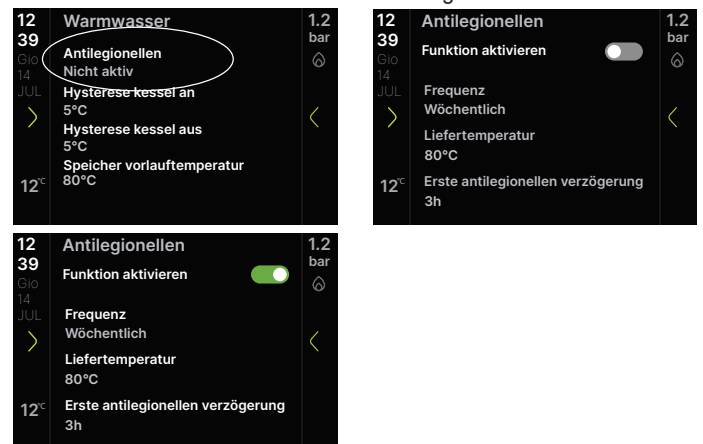 12
39
Gio
14
JUL
12°C
Warmwasser
Antilegionellen
Nicht aktiv
Hysterese kessel an
5°C
Hysterese kessel aus
5°C
Speicher vorlauftemperatur
80°C
1.2
bar
12
39
Gio
14
JUL
12°C
Antilegionellen
Funktion aktivieren
Frequenz
Wöchentlich
Liefertemperatur
80°C
Erste antilegionellen verzögerung
3h
1.2
bar
12
39
Gio
14
JUL
12°C
Antilegionellen
Funktion aktivieren
Frequenz
Wöchentlich
Liefertemperatur
80°C
Erste antilegionellen verzögerung
3h
1.2
bar